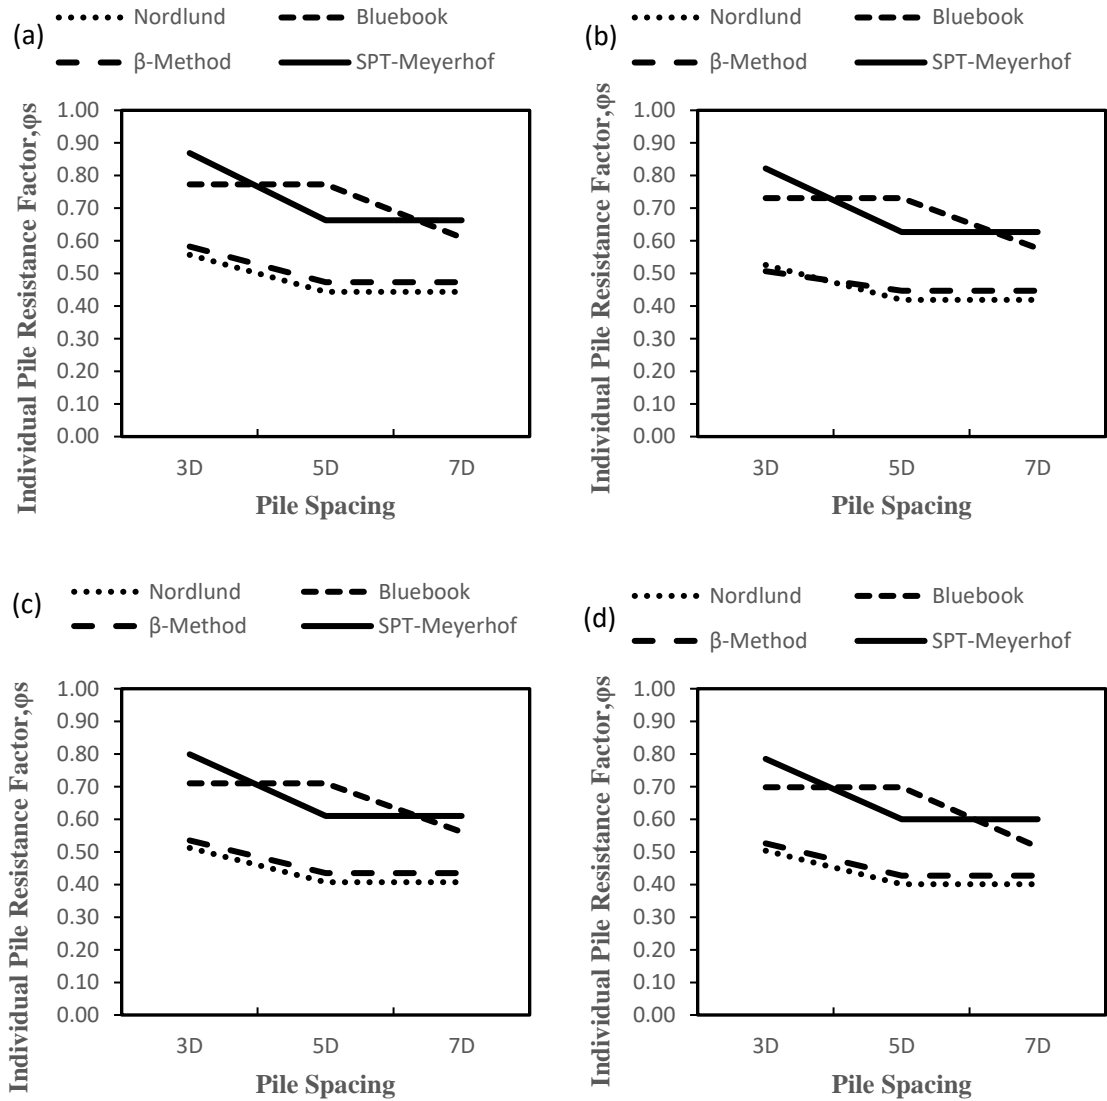 (a)
Nordlund
Bluebook
β-Method
SPT-Meyerhof
Individual Pile Resistance Factor,φs
1.00
0.90
0.80
0.70
0.60
0.50
0.40
0.30
0.20
0.10
0.00
3D
5D
7D
Pile Spacing
(b)
Nordlund
Bluebook
β-Method
SPT-Meyerhof
Individual Pile Resistance Factor,φs
1.00
0.90
0.80
0.70
0.60
0.50
0.40
0.30
0.20
0.10
0.00
3D
5D
7D
Pile Spacing
(c)
Nordlund
Bluebook
β-Method
SPT-Meyerhof
Individual Pile Resistance Factor,φs
1.00
0.90
0.80
0.70
0.60
0.50
0.40
0.30
0.20
0.10
0.00
3D
5D
7D
Pile Spacing
(d)
Nordlund
Bluebook
β-Method
SPT-Meyerhof
Individual Pile Resistance Factor,φs
1.00
0.90
0.80
0.70
0.60
0.50
0.40
0.30
0.20
0.10
0.00
3D
5D
7D
Pile Spacing